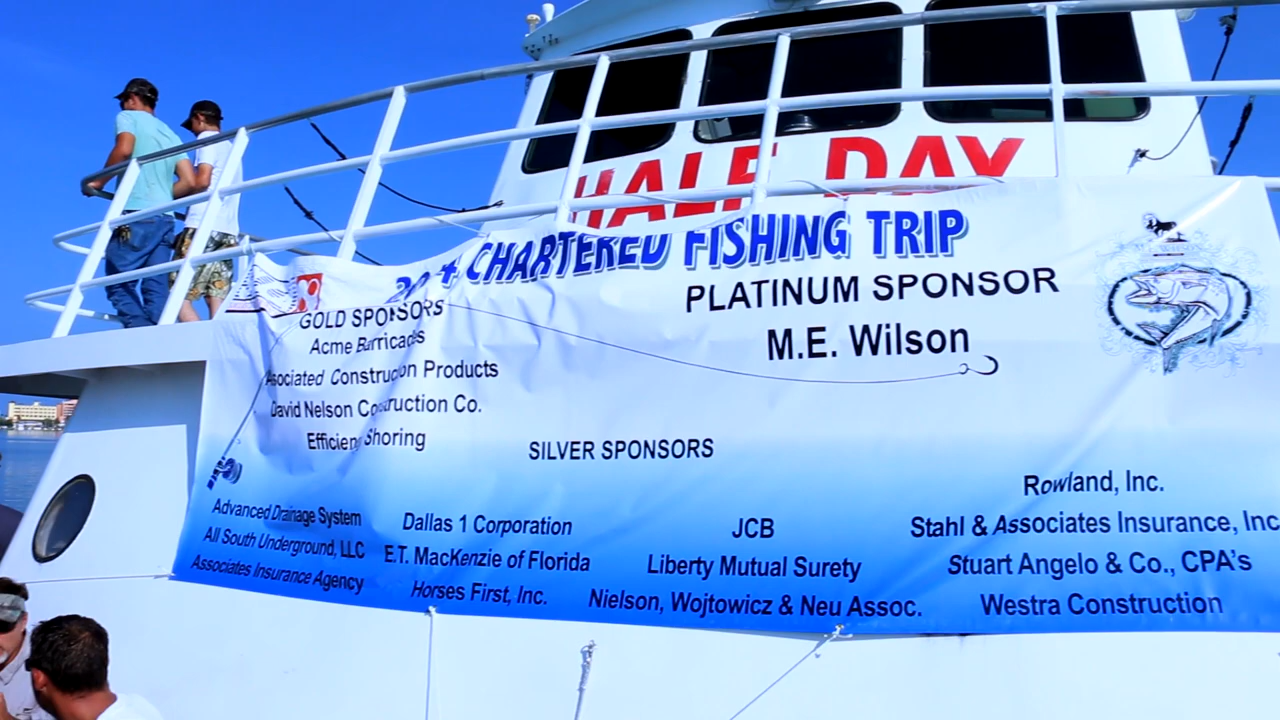 HALF DAY
CHARTERED FISHING TRIP
PLATINUM SPONSOR
M.E. Wilson
GOLD SPONSORS
Acme Barricades
Associated Construction Products
David Nelson Construction Co.
Efficient Shoring
SILVER SPONSORS
Advanced Drainage System
All South Underground, LLC
Associates Insurance Agency
Dallas 1 Corporation
E.T. MacKenzie of Florida
Horses First, Inc.
JCB
Liberty Mutual Surety
Nielson, Wojtowicz & Neu Assoc.
Rowland, Inc.
Stahl & Associates Insurance, Inc
Stuart Angelo & Co., CPA's
Westra Construction